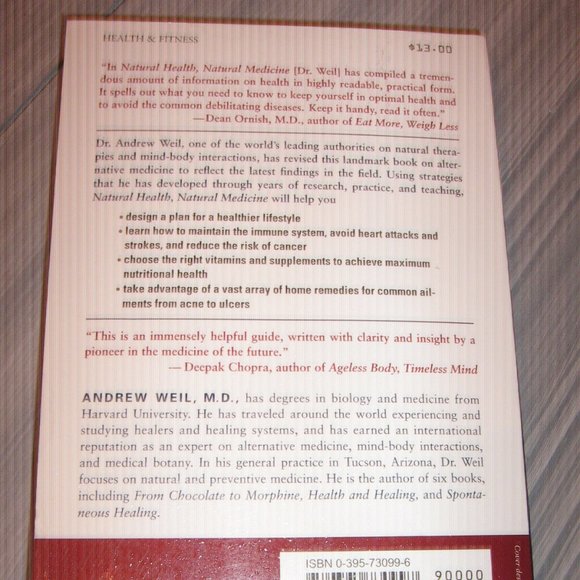 HEALTH & FITNESS
$13.00
"In Natural Health, Natural Medicine [Dr. Weil] has compiled a tremen-
dous amount of information on health in highly readable, practical form.
It spells out what you need to know to keep yourself in optimal health and
to avoid the common debilitating diseases. Keep it handy, read it often."
—Dean Ornish, M.D., author of Eat More, Weigh Less
Dr. Andrew Weil, one of the world's leading authorities on natural thera-
pies and mind-body interactions, has revised this landmark book on alter-
native medicine to reflect the latest findings in the field. Using strategies
that he has developed through years of research, practice, and teaching,
Natural Health, Natural Medicine will help you
• design a plan for a healthier lifestyle
• learn how to maintain the immune system, avoid heart attacks and
strokes, and reduce the risk of cancer
• choose the right vitamins and supplements to achieve maximum
nutritional health
• take advantage of a vast array of home remedies for common ail-
ments from acne to ulcers
"This is an immensely helpful guide, written with clarity and insight by a
pioneer in the medicine of the future."
— Deepak Chopra, author of Ageless Body, Timeless Mind
ANDREW WEIL, M.D., has degrees in biology and medicine from
Harvard University. He has traveled around the world experiencing and
studying healers and healing systems, and has earned an international
reputation as an expert on alternative medicine, mind-body interactions,
and medical botany. In his general practice in Tucson, Arizona, Dr. Weil
focuses on natural and preventive medicine. He is the author of six books,
including From Chocolate to Morphine, Health and Healing, and Sponta-
neous Healing.
ISBN 0-395-73099-6
90000
Cover